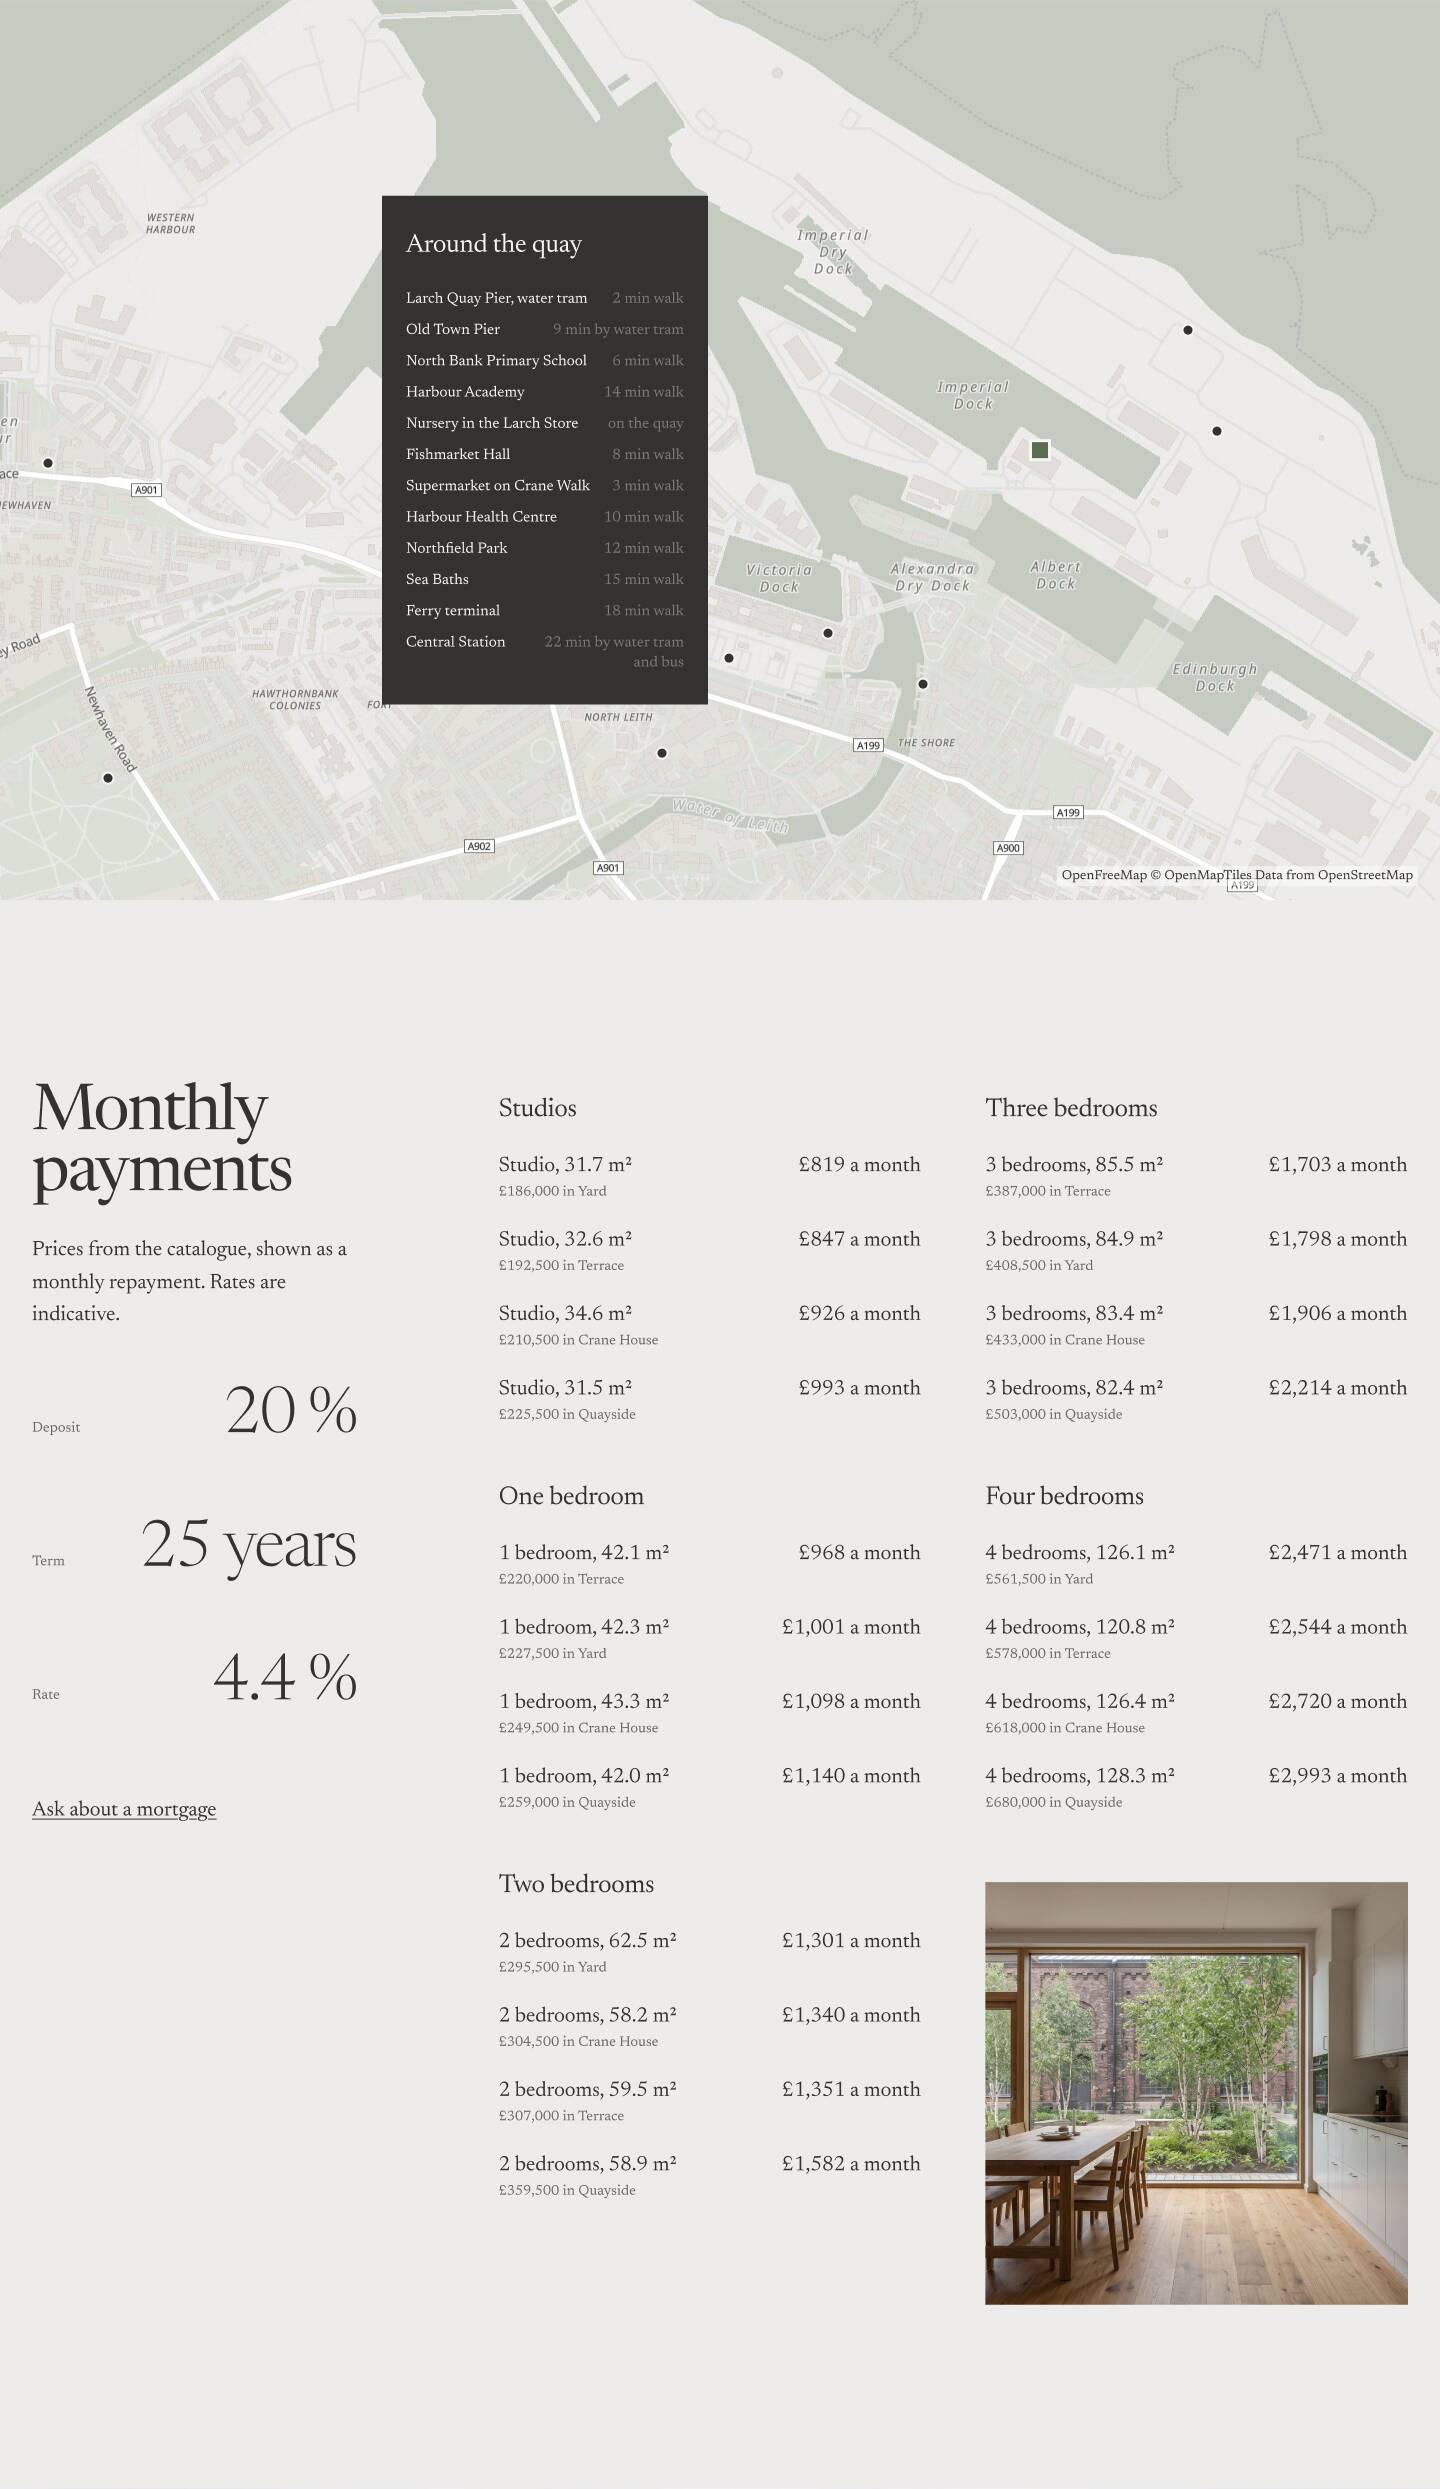 WESTERN
HARBOUR
Imperial
Dry
Dock
Imperial
Dock
A901
Victoria
Dock
Alexandra
Dry Dock
Albert
Dock
Edinburgh
Dock
Newhaven Road
HAWTHORNBANK
COLONIES
NORTH LEITH
A199
THE SHORE
Water of Leith
A199
A902
A900
A901
A199
OpenFreeMap © OpenMapTiles Data from OpenStreetMap
Around the quay
Larch Quay Pier, water tram 2 min walk
Old Town Pier 9 min by water tram
North Bank Primary School 6 min walk
Harbour Academy 14 min walk
Nursery in the Larch Store on the quay
Fishmarket Hall 8 min walk
Supermarket on Crane Walk 3 min walk
Harbour Health Centre 10 min walk
Northfield Park 12 min walk
Sea Baths 15 min walk
Ferry terminal 18 min walk
Central Station 22 min by water tram
and bus
Monthly
payments
Prices from the catalogue, shown as a
monthly repayment. Rates are
indicative.
Deposit 20 %
Term 25 years
Rate 4.4 %
Ask about a mortgage
Studios
Studio, 31.7 m² £819 a month
£186,000 in Yard
Studio, 32.6 m² £847 a month
£192,500 in Terrace
Studio, 34.6 m² £926 a month
£210,500 in Crane House
Studio, 31.5 m² £993 a month
£225,500 in Quayside
One bedroom
1 bedroom, 42.1 m² £968 a month
£220,000 in Terrace
1 bedroom, 42.3 m² £1,001 a month
£227,500 in Yard
1 bedroom, 43.3 m² £1,098 a month
£249,500 in Crane House
1 bedroom, 42.0 m² £1,140 a month
£259,000 in Quayside
Two bedrooms
2 bedrooms, 62.5 m² £1,301 a month
£295,500 in Yard
2 bedrooms, 58.2 m² £1,340 a month
£304,500 in Crane House
2 bedrooms, 59.5 m² £1,351 a month
£307,000 in Terrace
2 bedrooms, 58.9 m² £1,582 a month
£359,500 in Quayside
Three bedrooms
3 bedrooms, 85.5 m² £1,703 a month
£387,000 in Terrace
3 bedrooms, 84.9 m² £1,798 a month
£408,500 in Yard
3 bedrooms, 83.4 m² £1,906 a month
£433,000 in Crane House
3 bedrooms, 82.4 m² £2,214 a month
£503,000 in Quayside
Four bedrooms
4 bedrooms, 126.1 m² £2,471 a month
£561,500 in Yard
4 bedrooms, 120.8 m² £2,544 a month
£578,000 in Terrace
4 bedrooms, 126.4 m² £2,720 a month
£618,000 in Crane House
4 bedrooms, 128.3 m² £2,993 a month
£680,000 in Quayside